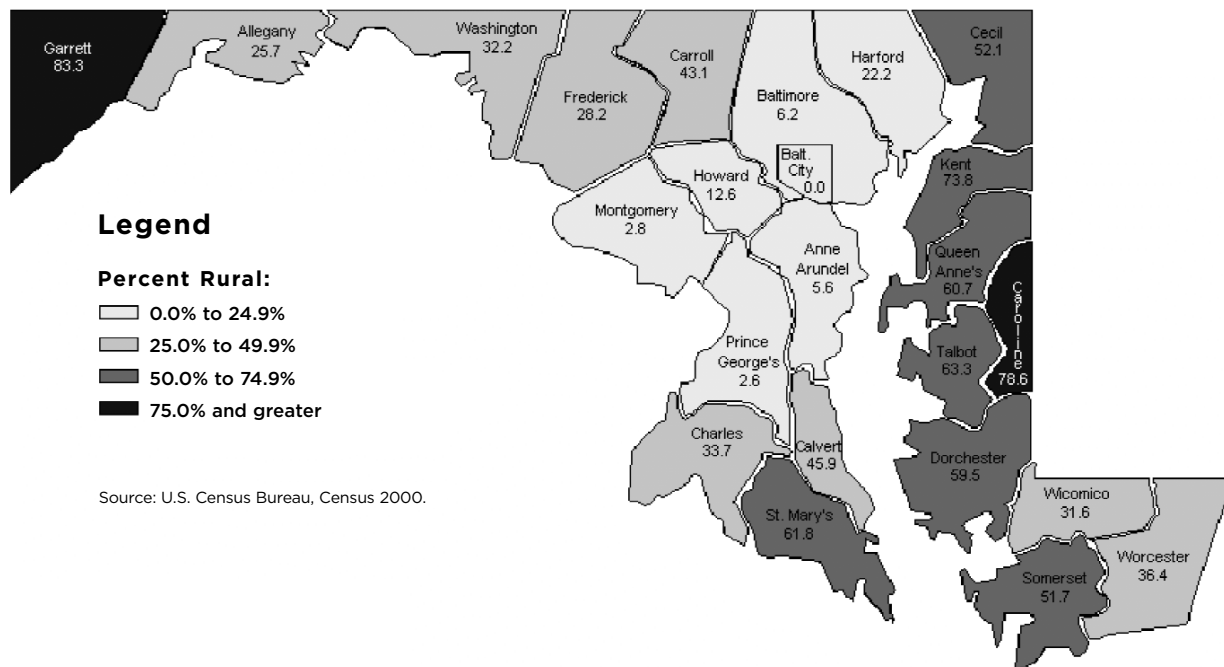 Garrett
83.3
Allegany
25.7
Washington
32.2
Frederick
28.2
Carroll
43.1
Baltimore
6.2
Harford
22.2
Cecil
52.1
Balt.
City
0.0
Howard
12.6
Montgomery
2.8
Kent
73.8
Queen
Anne's
60.7
Caroline
78.6
Anne
Arundel
5.6
Prince
George's
2.6
Talbot
63.3
Charles
33.7
Calvert
45.9
St. Mary's
61.8
Dorchester
59.5
Wicomico
31.6
Worcester
36.4
Somerset
51.7
Legend
Percent Rural:
0.0% to 24.9%
25.0% to 49.9%
50.0% to 74.9%
75.0% and greater
Source: U.S. Census Bureau, Census 2000.